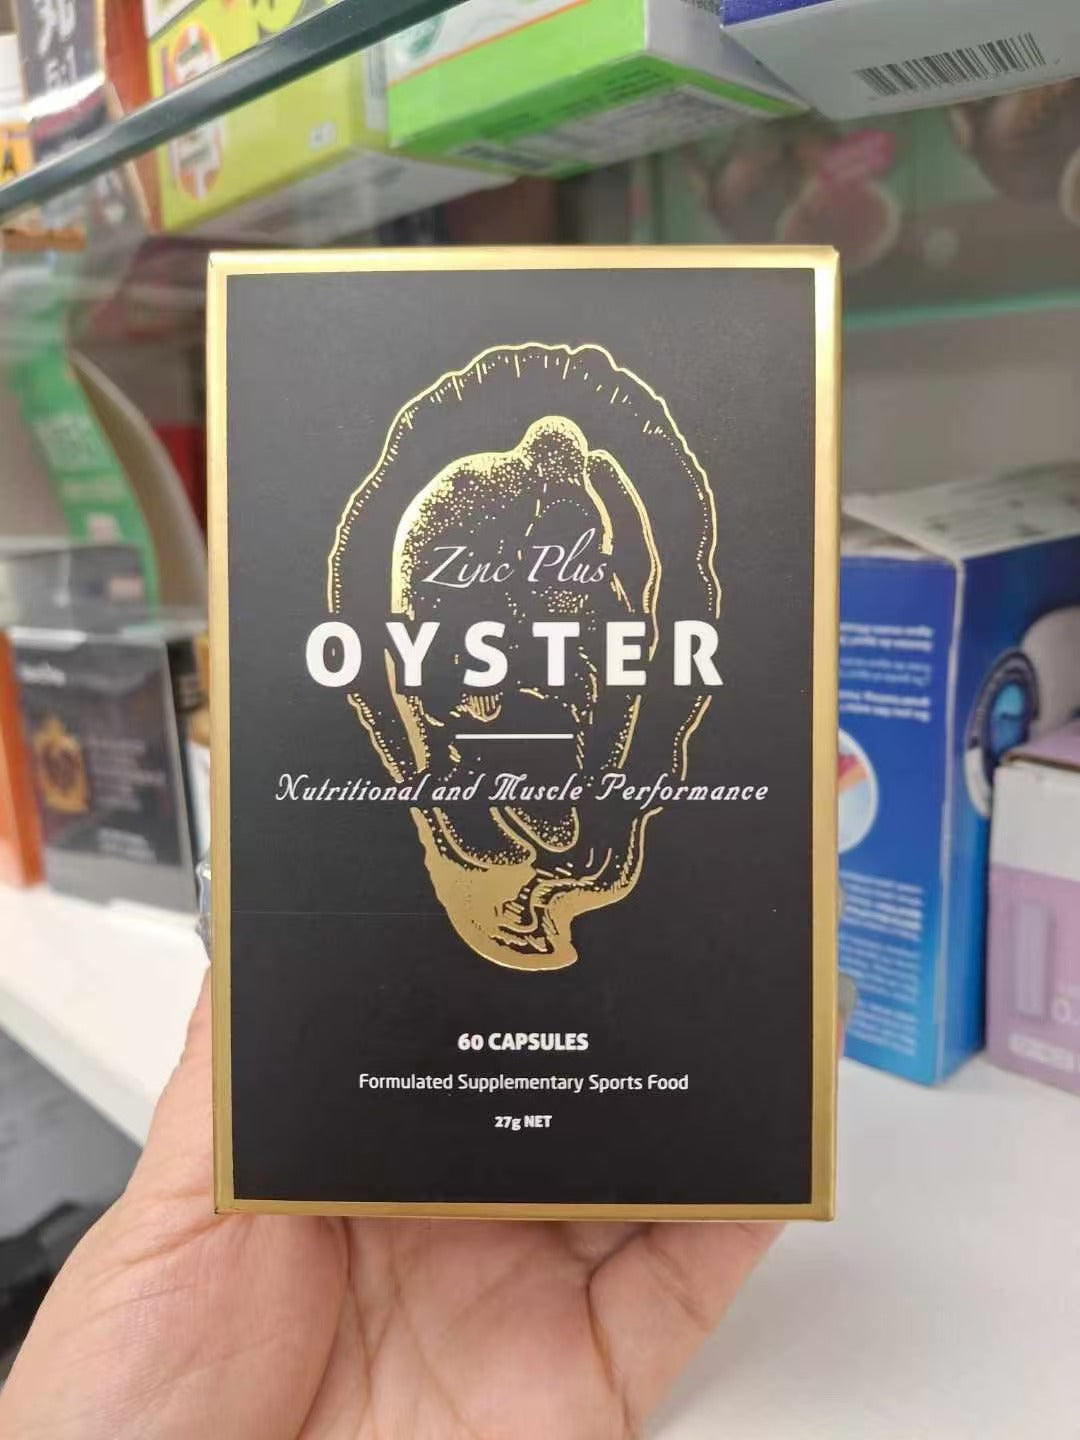 Zinc Plus
OYSTER
Nutritional and Muscle Performance
60 CAPSULES
Formulated Supplementary Sports Food
27g NET